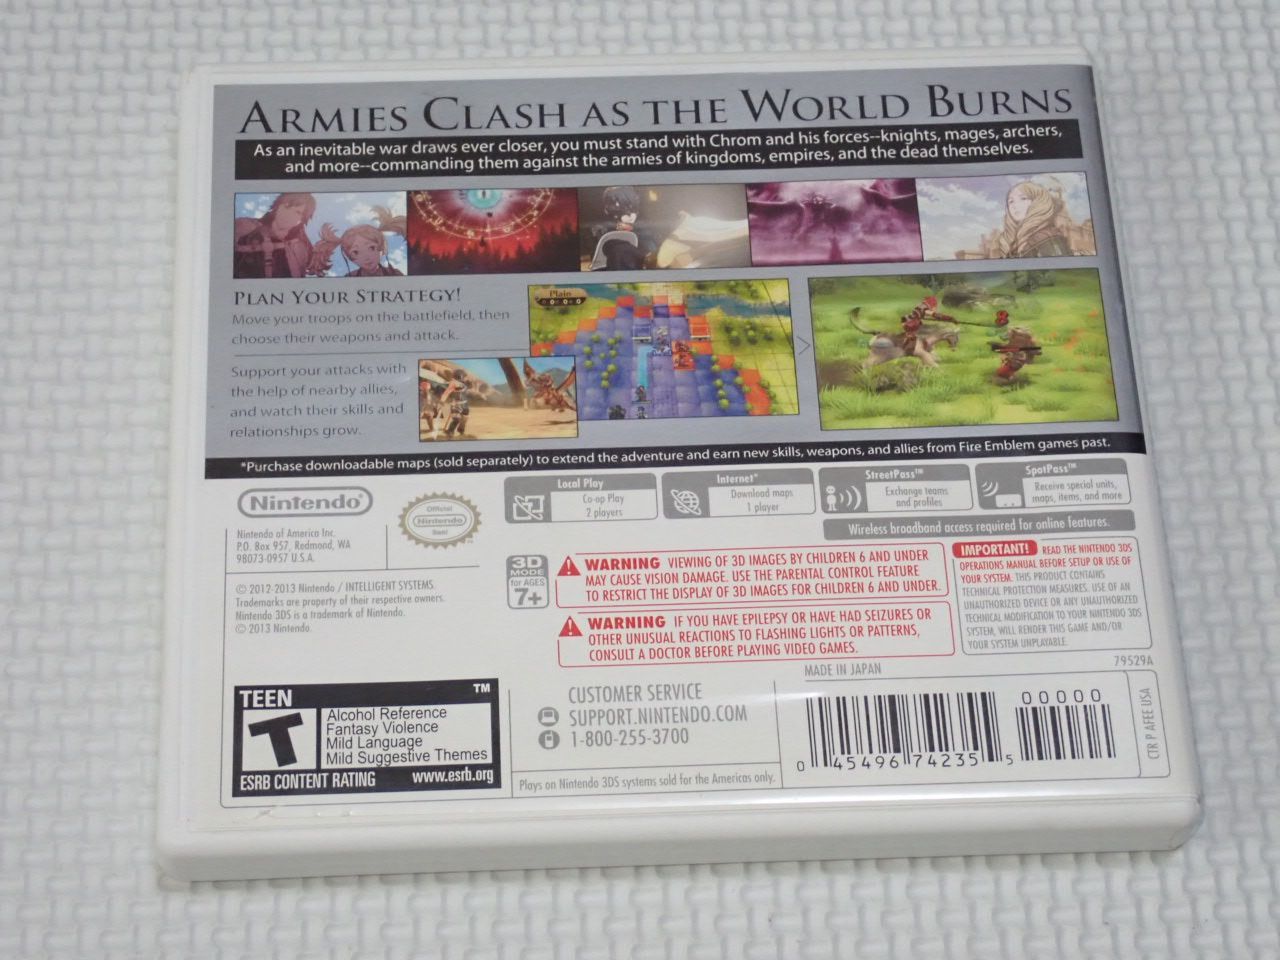 ARMIES CLASH AS THE WORLD BURNS
As an inevitable war draws ever closer, you must stand with Chrom and his forces--knights, mages, archers,
and more--commanding them against the armies of kingdoms, empires, and the dead themselves.
PLAN YOUR STRATEGY!
Move your troops on the battlefield, then
choose their weapons and attack.
Plain
Support your attacks with
the help of nearby allies,
and watch their skills and
relationships grow.
*Purchase downloadable maps (sold separately) to extend the adventure and earn new skills, weapons, and allies from Fire Emblem games past.
Nintendo
Official
Nintendo
Seal
Nintendo of America Inc.
P.O. Box 957, Redmond, WA
98073-0957 U.S.A.
© 2012-2013 Nintendo / INTELLIGENT SYSTEMS.
Trademarks are property of their respective owners.
Nintendo 3DS is a trademark of Nintendo.
© 2013 Nintendo.
Local Play
Co-op Play
2 players
Internet*
Download maps
1 player
StreetPass™
Exchange teams
and profiles
SpotPass™
Receive special units,
maps, items, and more
Wireless broadband access required for online features.
3D
MODE
for AGES
7+
WARNING VIEWING OF 3D IMAGES BY CHILDREN 6 AND UNDER
MAY CAUSE VISION DAMAGE. USE THE PARENTAL CONTROL FEATURE
TO RESTRICT THE DISPLAY OF 3D IMAGES FOR CHILDREN 6 AND UNDER.
WARNING IF YOU HAVE EPILEPSY OR HAVE HAD SEIZURES OR
OTHER UNUSUAL REACTIONS TO FLASHING LIGHTS OR PATTERNS,
CONSULT A DOCTOR BEFORE PLAYING VIDEO GAMES.
IMPORTANT! READ THE NINTENDO 3DS
OPERATIONS MANUAL BEFORE SETUP OR USE OF
YOUR SYSTEM. THIS PRODUCT CONTAINS
TECHNICAL PROTECTION MEASURES. USE OF AN
UNAUTHORIZED DEVICE OR ANY UNAUTHORIZED
TECHNICAL MODIFICATION TO YOUR NINTENDO 3DS
SYSTEM, WILL RENDER THIS GAME AND/OR
YOUR SYSTEM UNPLAYABLE.
MADE IN JAPAN
79529A
TEEN
TM
T
Alcohol Reference
Fantasy Violence
Mild Language
Mild Suggestive Themes
ESRB CONTENT RATING www.esrb.org
CUSTOMER SERVICE
SUPPORT.NINTENDO.COM
1-800-255-3700
Plays on Nintendo 3DS systems sold for the Americas only.
0 45496 74235 5
00000
CTR P AFEE USA